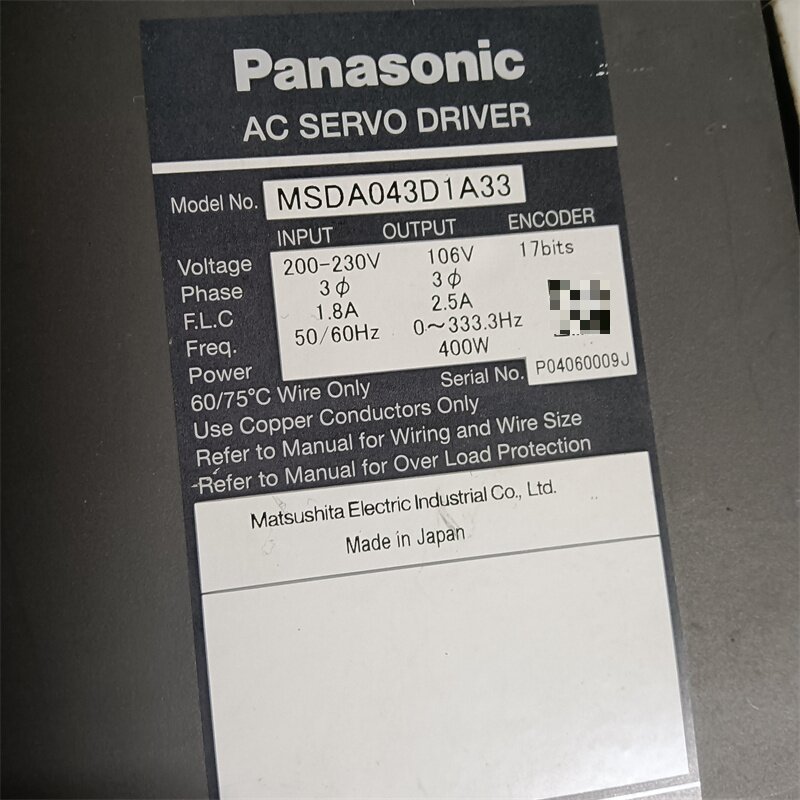 Panasonic
AC SERVO DRIVER
Model No. MSDA043D1A33
INPUT OUTPUT ENCODER
Voltage 200-230V 106V 17bits
Phase 3ϕ 3ϕ
F.L.C 1.8A 2.5A
Freq. 50/60Hz 0～333.3Hz
Power 400W
60/75°C Wire Only Serial No. P04060009J
Use Copper Conductors Only
Refer to Manual for Wiring and Wire Size
Refer to Manual for Over Load Protection
Matsushita Electric Industrial Co., Ltd.
Made in Japan